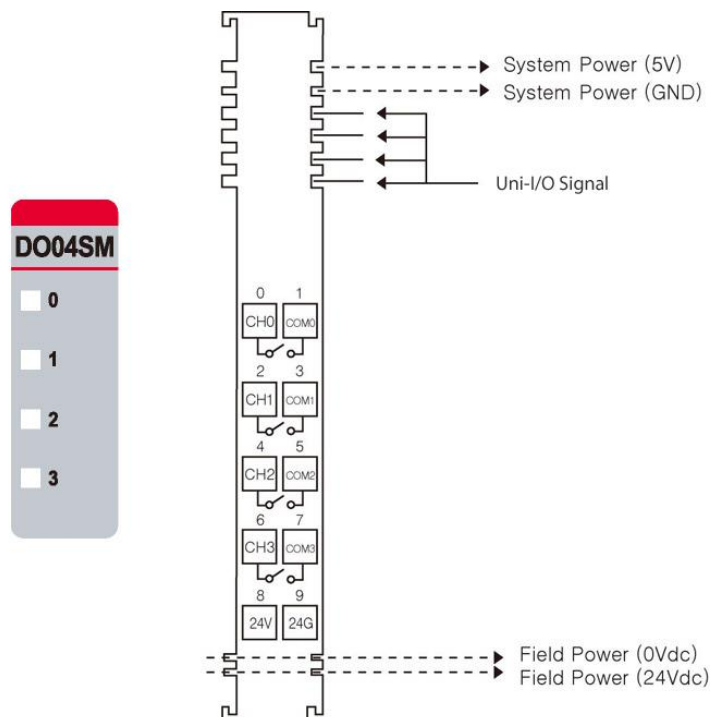 System Power (5V)
System Power (GND)
Uni-I/O Signal
DO04SM
0
1
2
3
0 1
CH0 COM0
2 3
CH1 COM1
4 5
CH2 COM2
6 7
CH3 COM3
8 9
24V 24G
Field Power (0Vdc)
Field Power (24Vdc)